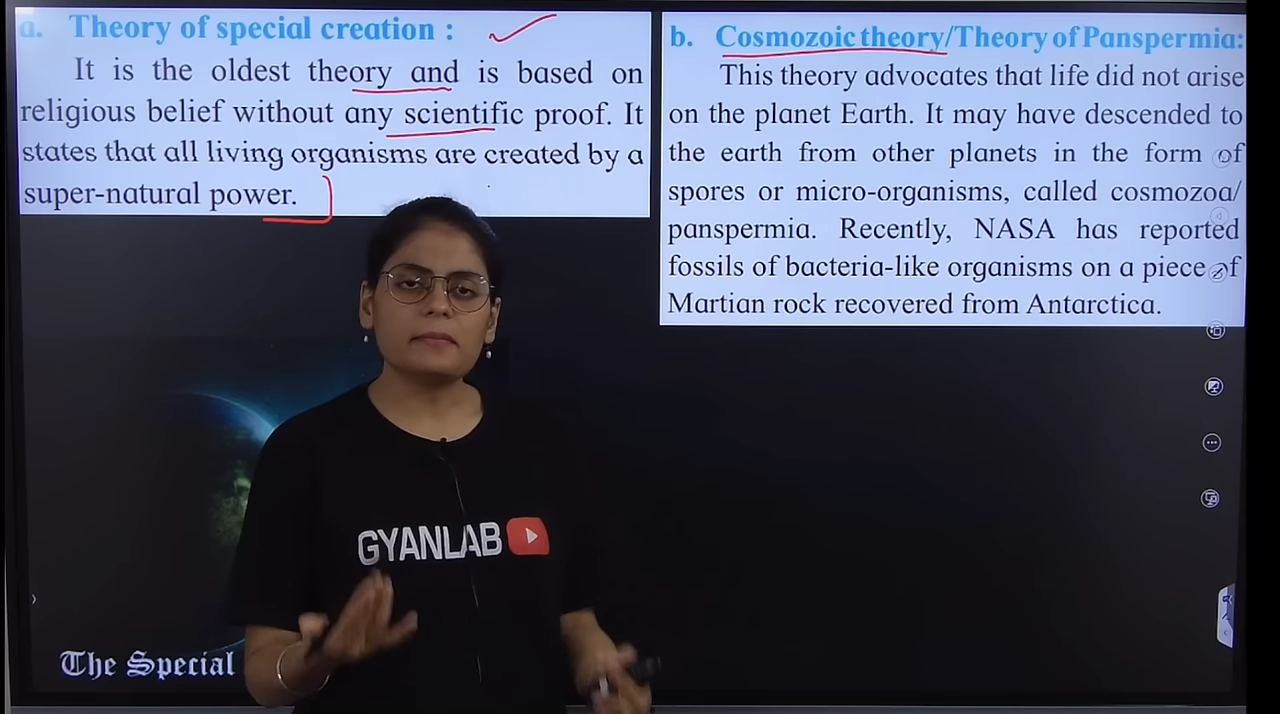 a. Theory of special creation :
It is the oldest theory and is based on
religious belief without any scientific proof. It
states that all living organisms are created by a
super-natural power.
b. Cosmozoic theory/Theory of Panspermia:
This theory advocates that life did not arise
on the planet Earth. It may have descended to
the earth from other planets in the form of
spores or micro-organisms, called cosmozoa/
panspermia. Recently, NASA has reported
fossils of bacteria-like organisms on a piece of
Martian rock recovered from Antarctica.
GYANLAB
The Special